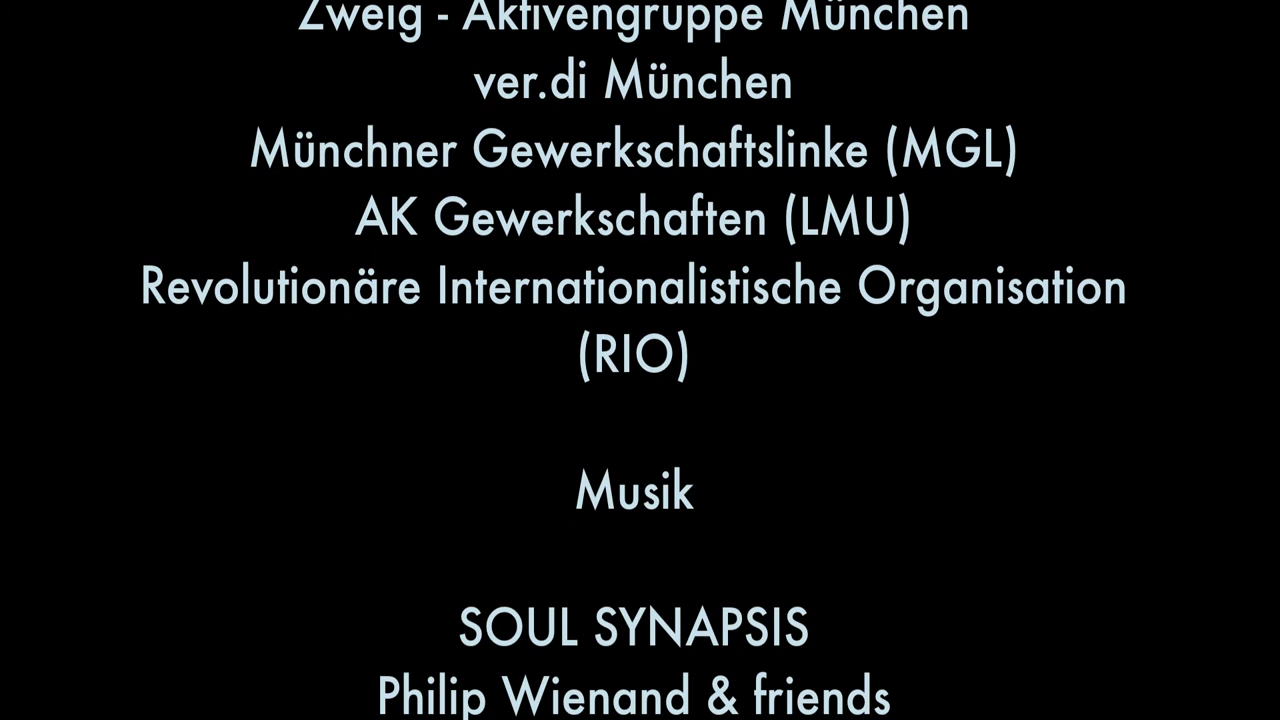 Zweig - Aktivengruppe München
ver.di München
Münchner Gewerkschaftslinke (MGL)
AK Gewerkschaften (LMU)
Revolutionäre Internationalistische Organisation
(RIO)
Musik
SOUL SYNAPSIS
Philip Wienand & friends